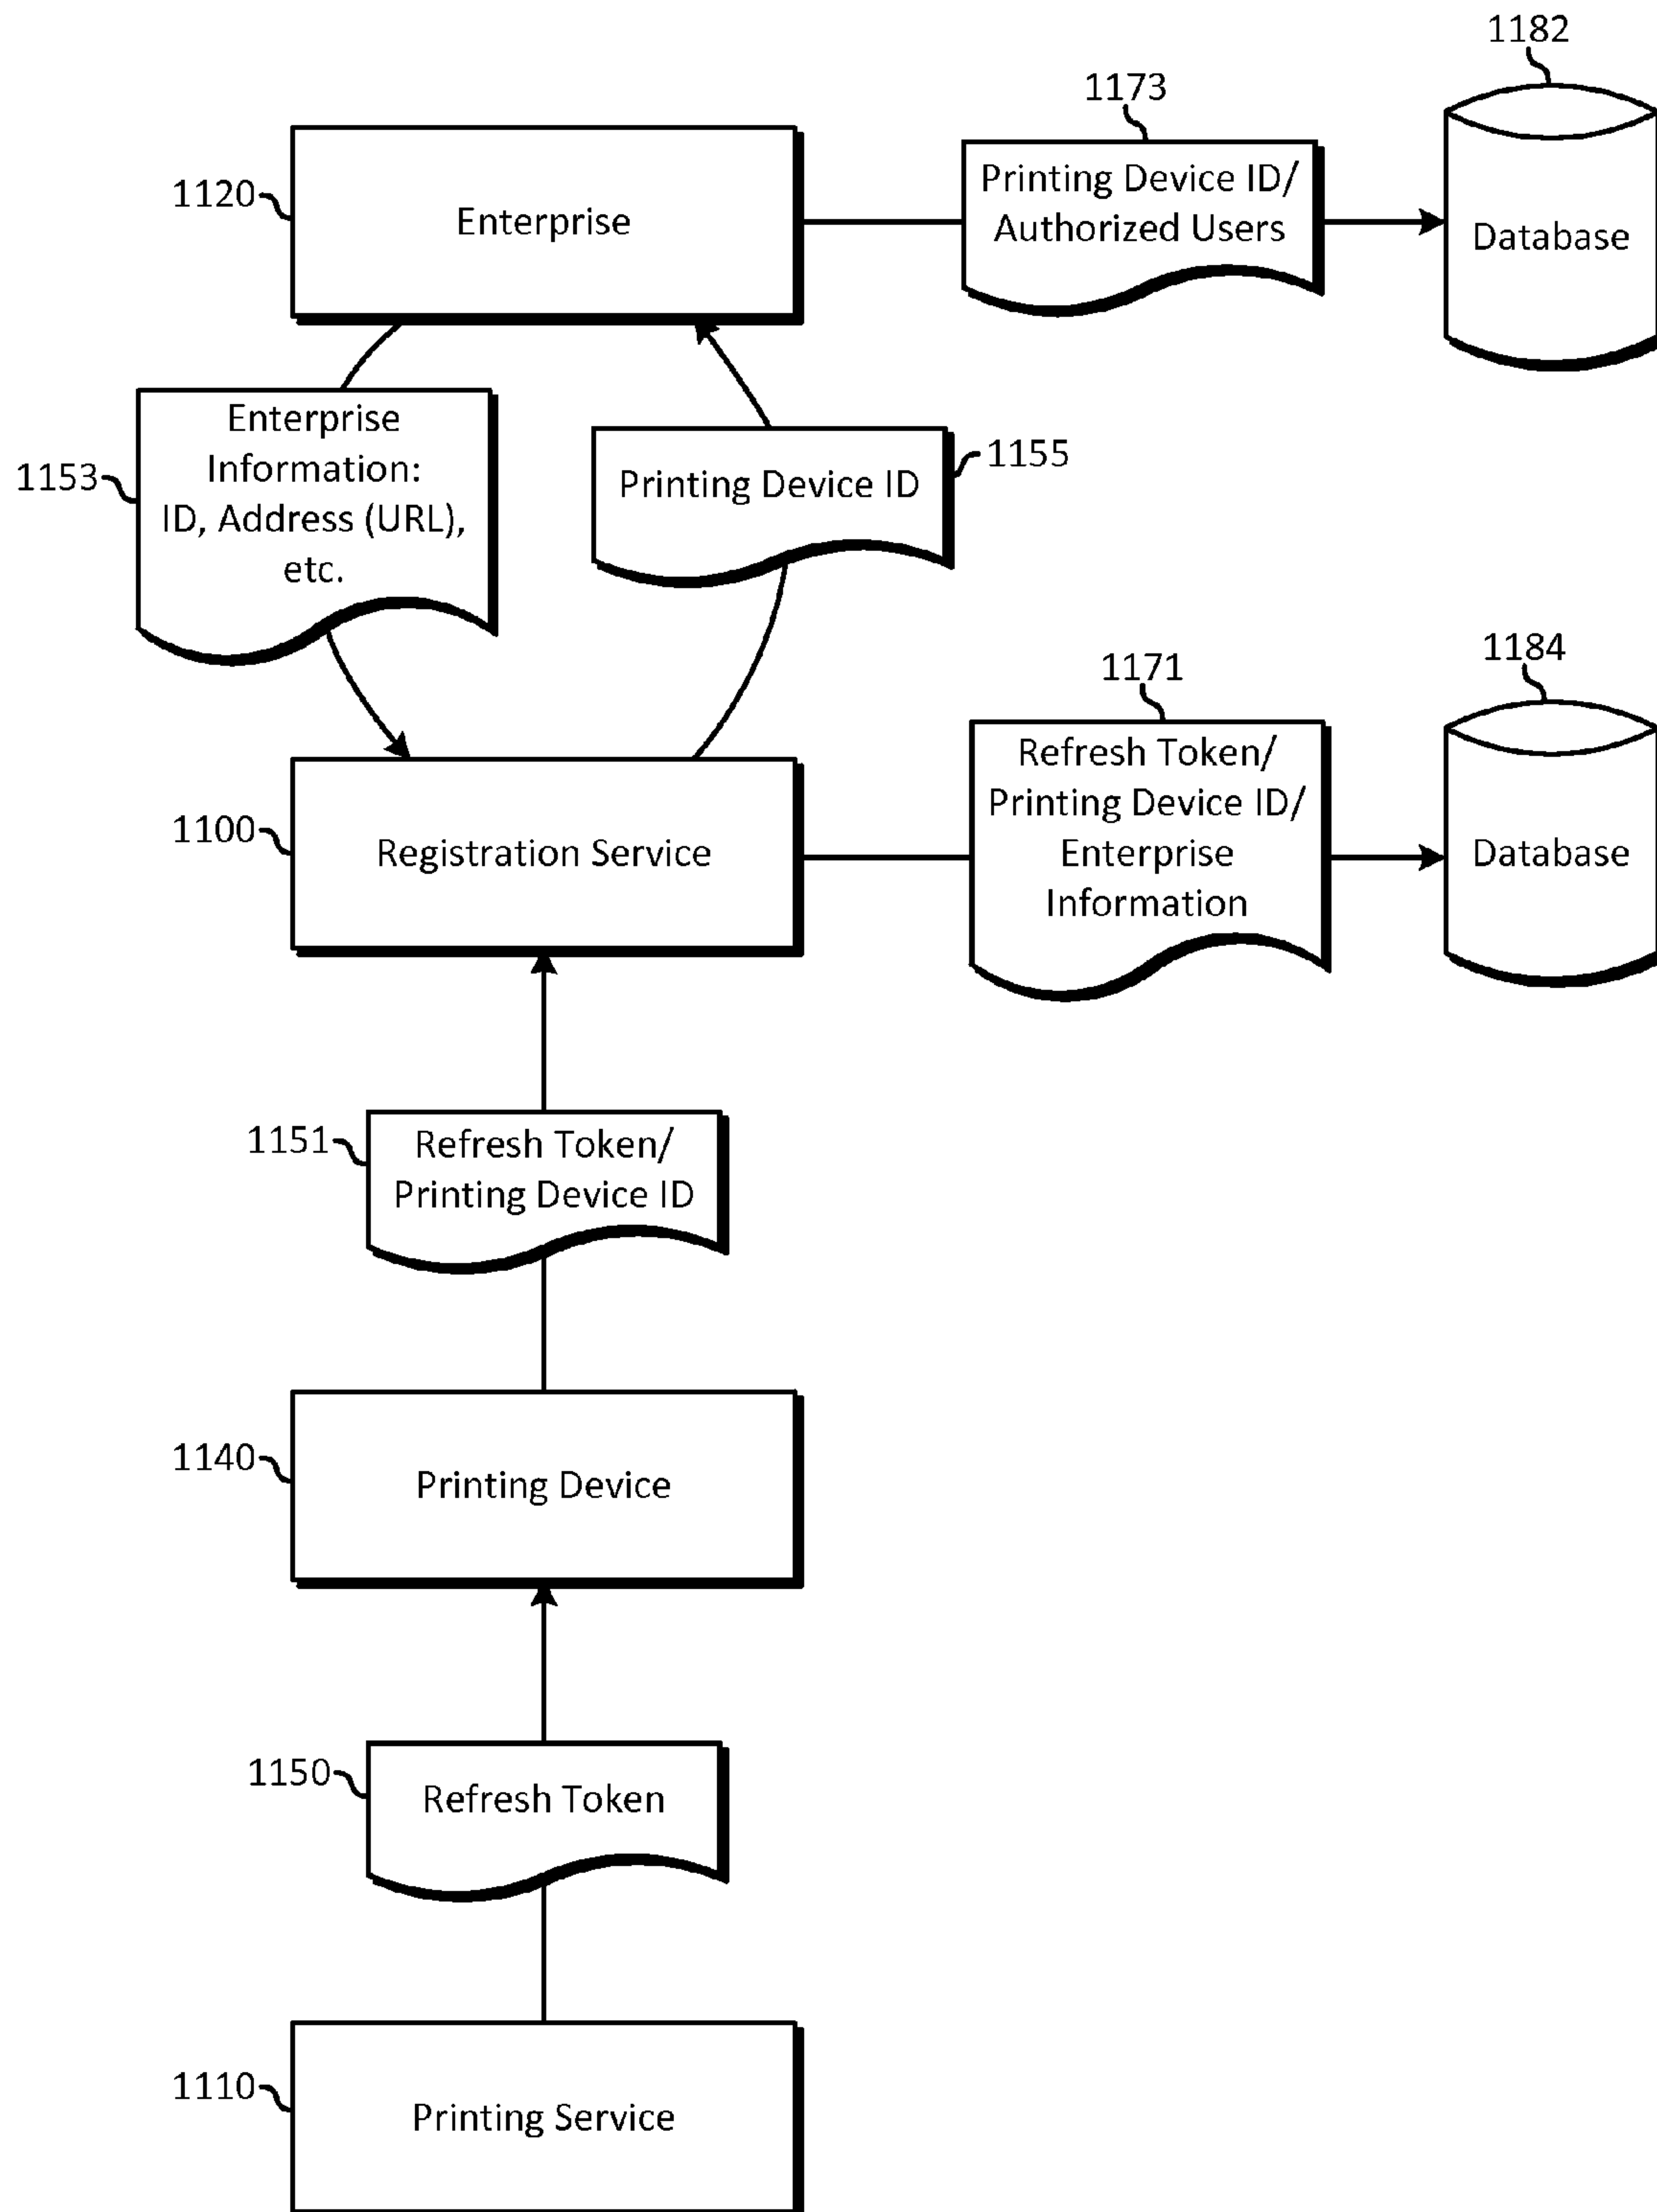 1182
1173
Printing Device ID/
Authorized Users
1120
Enterprise
Database
Enterprise
Information:
ID, Address (URL),
etc.
1153
Printing Device ID
1155
1184
1171
Refresh Token/
Printing Device ID/
Enterprise
Information
1100
Registration Service
Database
1151
Refresh Token/
Printing Device ID
1140
Printing Device
1150
Refresh Token
1110
Printing Service